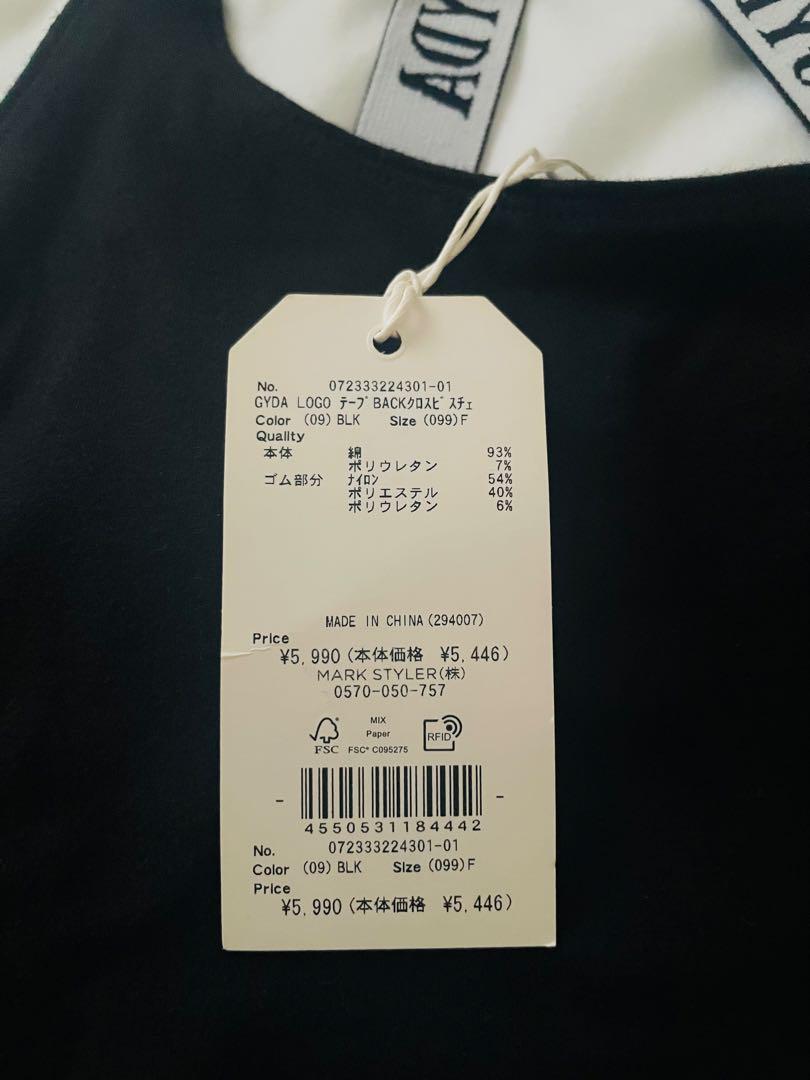 GYDA
GYD
No. 072333224301-01
GYDA LOGO ﾃｰﾌﾟBACKｸﾛｽﾋﾞｽﾁｪ
Color (09) BLK Size (099) F
Quality
本体 綿 93%
ポリウレタン 7%
ゴム部分 ﾅｲﾛﾝ 54%
ポリエステル 40%
ポリウレタン 6%
MADE IN CHINA (294007)
Price
¥5,990 (本体価格 ¥5,446)
MARK STYLER(株)
0570-050-757
MIX
Paper
FSC® C095275
FSC
RFID
4550531184442
No. 072333224301-01
Color (09) BLK Size (099) F
Price
¥5,990 (本体価格 ¥5,446)